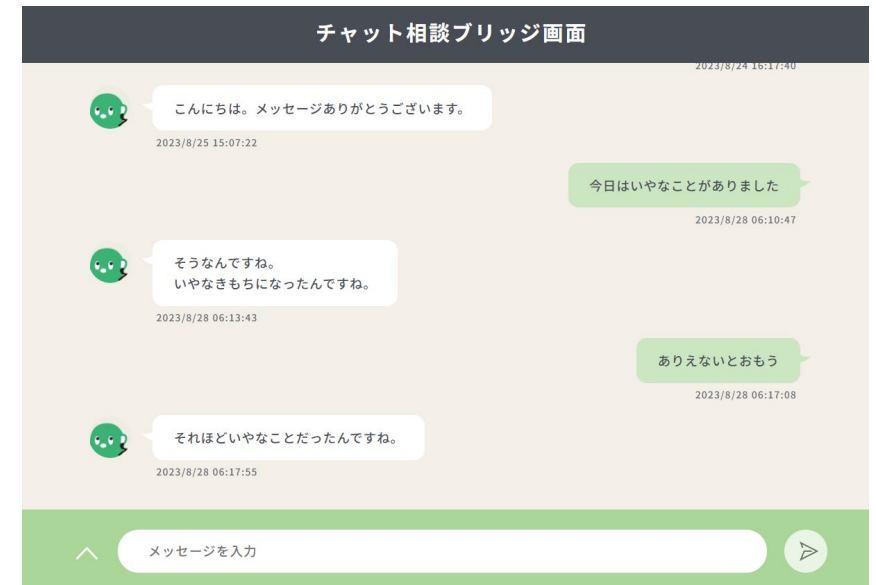 チャット相談ブリッジ画面
2023/8/24 16:17:40
こんにちは。メッセージありがとうございます。
2023/8/25 15:07:22
今日はいやなことがありました
2023/8/28 06:10:47
そうなんですね。
いやなきもちになったんですね。
2023/8/28 06:13:43
ありえないとおもう
2023/8/28 06:17:08
それほどいやなことだったんですね。
2023/8/28 06:17:55
メッセージを入力